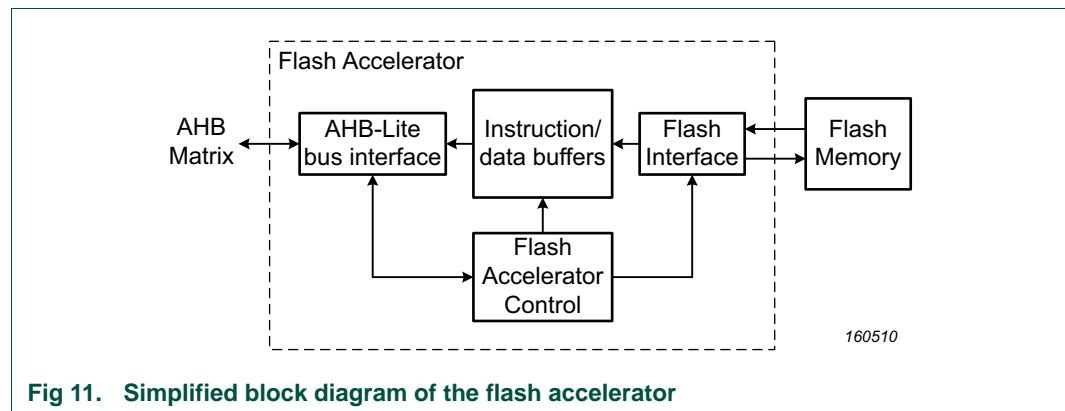 Flash Accelerator
AHB
Matrix
AHB-Lite
bus interface
Instruction/
data buffers
Flash
Interface
Flash
Memory
Flash
Accelerator
Control
160510
Fig 11. Simplified block diagram of the flash accelerator